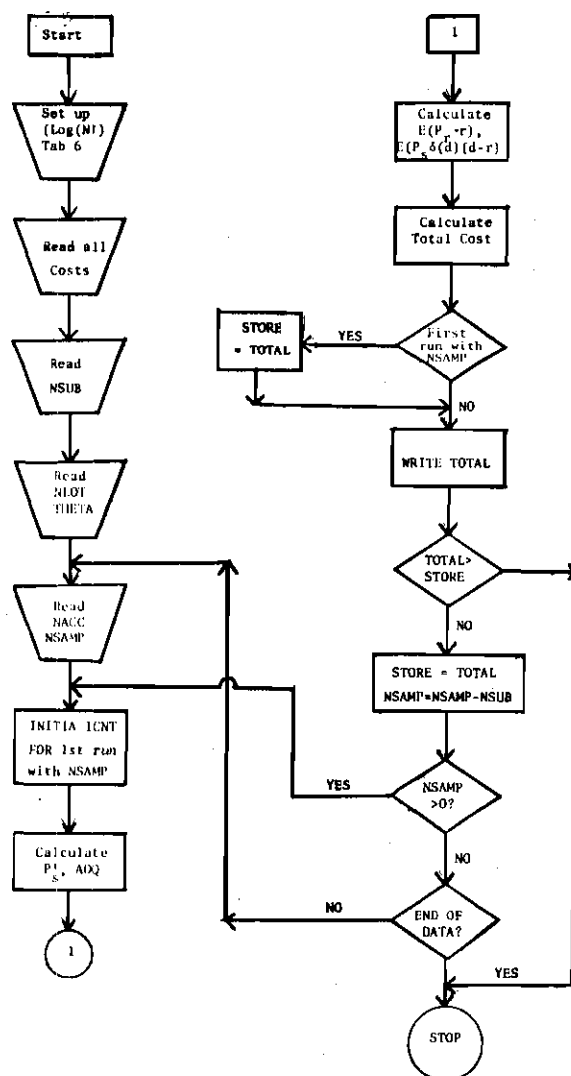 Start
Set up
(Log(N!)
Tab 6
Read all
Costs
Read
NSUB
Read
NLOT
THETA
Read
NACC
NSAMP
INITIA ICNT
FOR 1st run
with NSAMP
Calculate
P's, AOQ
1
1
Calculate
E(P_r·r),
E(P_s δ(d)(d-r)
Calculate
Total Cost
First
run with
NSAMP
YES
STORE
= TOTAL
NO
WRITE TOTAL
TOTAL>
STORE
NO
STORE = TOTAL
NSAMP=NSAMP-NSUB
NSAMP
>0?
YES
NO
END OF
DATA?
NO
YES
STOP